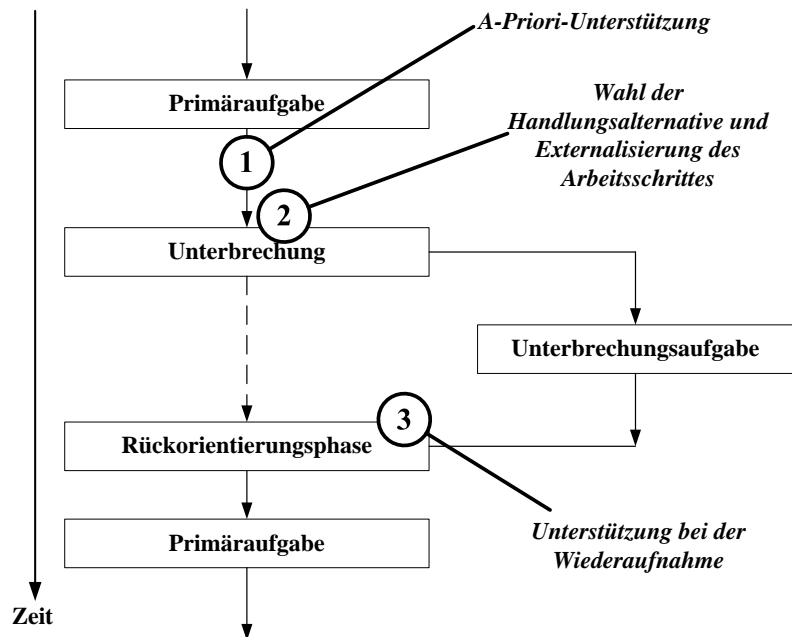 A-Priori-Unterstützung
Primäraufgabe
Wahl der
Handlungsalternative und
Externalisierung des
Arbeitsschrittes
1
2
Unterbrechung
Unterbrechungsaufgabe
3
Rückorientierungsphase
Primäraufgabe
Unterstützung bei der
Wiederaufnahme
Zeit